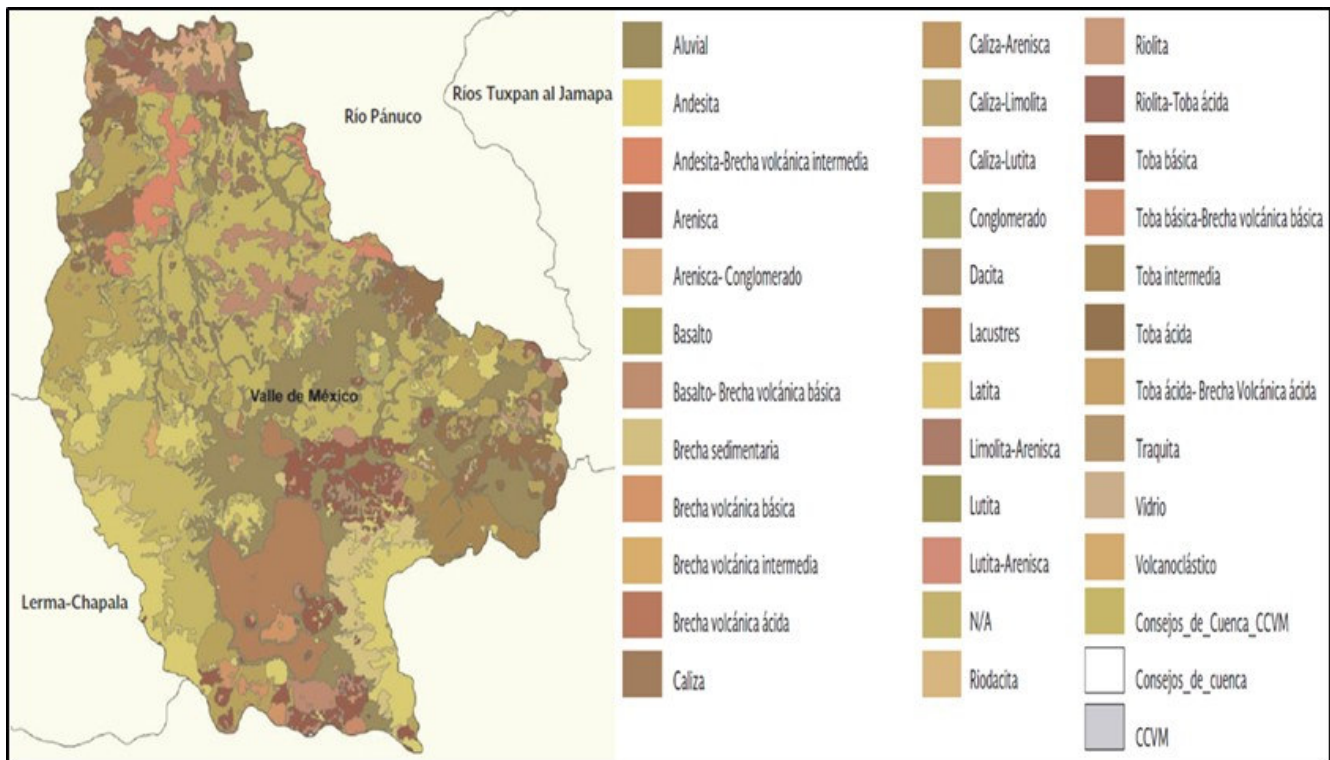 Ríos Tuxpan al Jamapa
Río Pánuco
Valle de México
Lerma-Chapala
Aluvial
Andesita
Andesita-Brecha volcánica intermedia
Arenisca
Arenisca- Conglomerado
Basalto
Basalto- Brecha volcánica básica
Brecha sedimentaria
Brecha volcánica básica
Brecha volcánica intermedia
Brecha volcánica ácida
Caliza
Caliza-Arenisca
Caliza-Limolita
Caliza-Lutita
Conglomerado
Dacita
Lacustres
Latita
Limolita-Arenisca
Lutita
Lutita-Arenisca
N/A
Riodacita
Riolita
Riolita-Toba ácida
Toba básica
Toba básica-Brecha volcánica básica
Toba intermedia
Toba ácida
Toba ácida- Brecha Volcánica ácida
Traquita
Vidrio
Volcanoclástico
Consejos_de_Cuenca_CCVM
Consejos_de_cuenca
CCVM